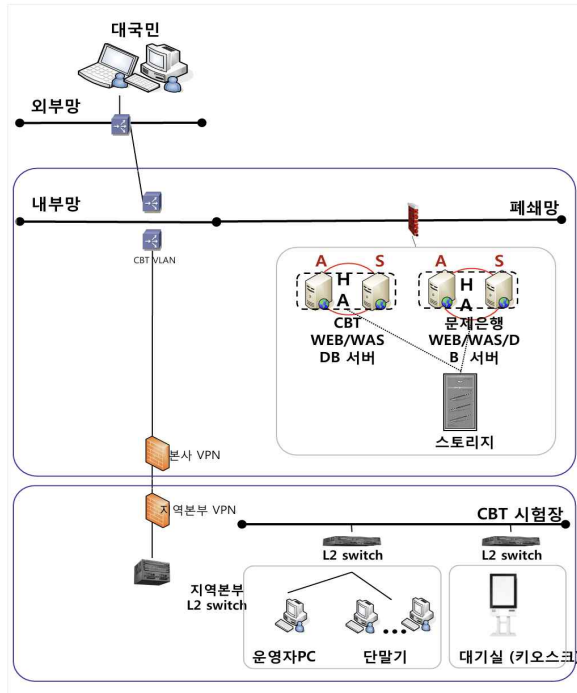 대국민
외부망
내부망
폐쇄망
CBT VLAN
A S
A S
H
A
H
A
CBT
WEB/WAS
DB 서버
문제은행
WEB/WAS/D
B 서버
스토리지
본사 VPN
지역본부 VPN
CBT 시험장
L2 switch
L2 switch
지역본부
L2 switch
운영자PC
단말기
대기실 (키오스크)